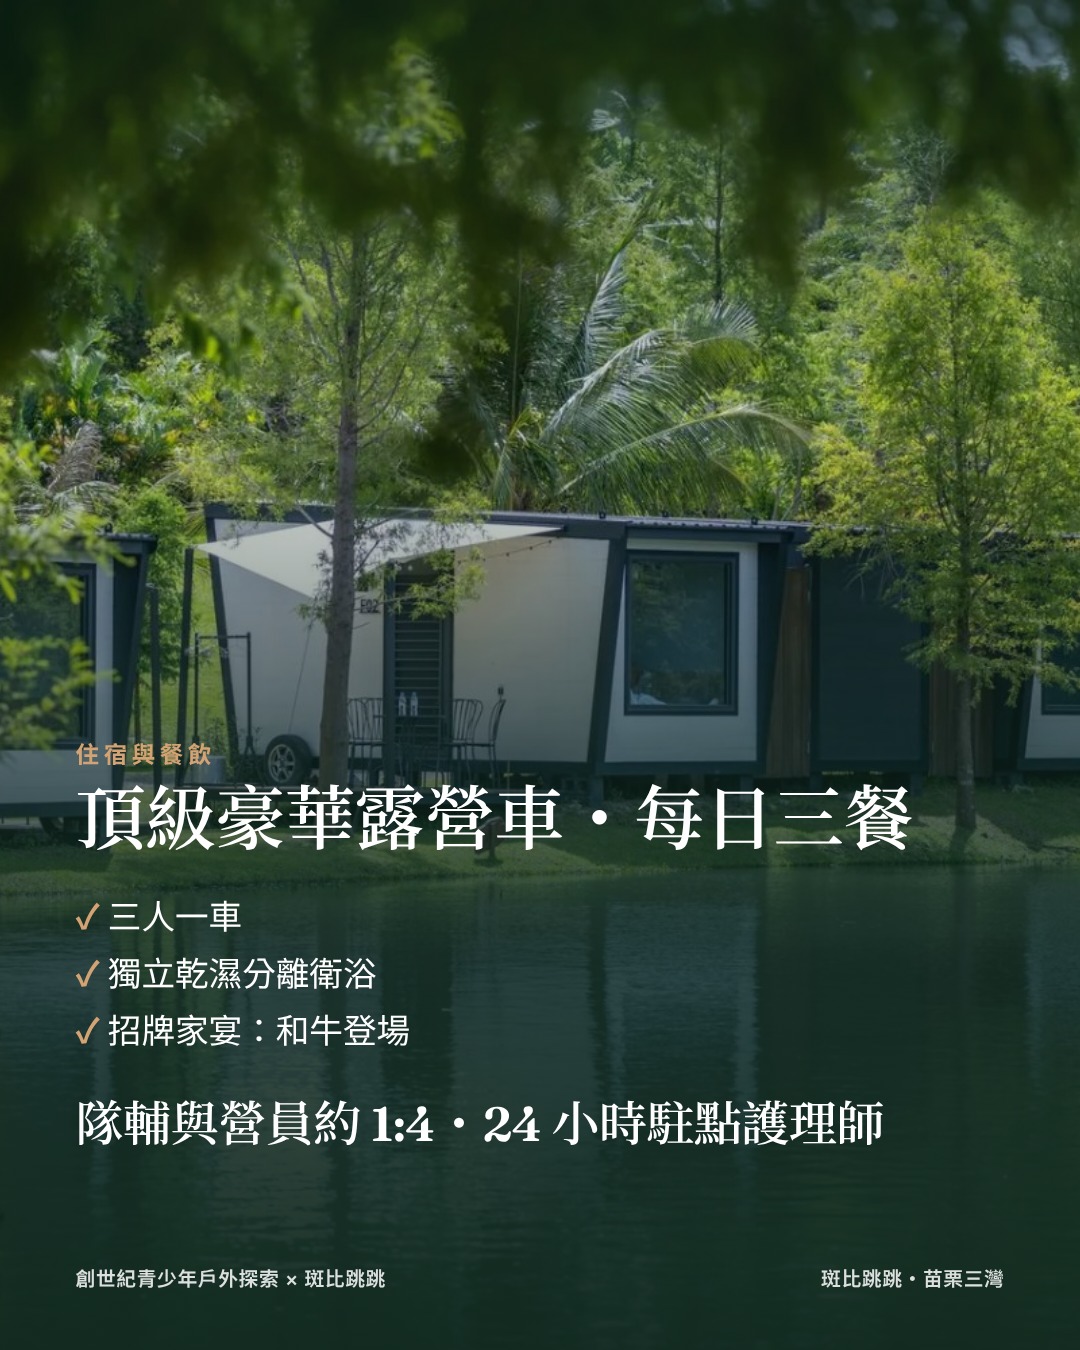 F02
住宿與餐飲
頂級豪華露營車・每日三餐
✓ 三人一車
✓ 獨立乾濕分離衛浴
✓ 招牌家宴：和牛登場
隊輔與營員約 1:4・24 小時駐點護理師
創世紀青少年戶外探索 × 斑比跳跳
斑比跳跳・苗栗三灣